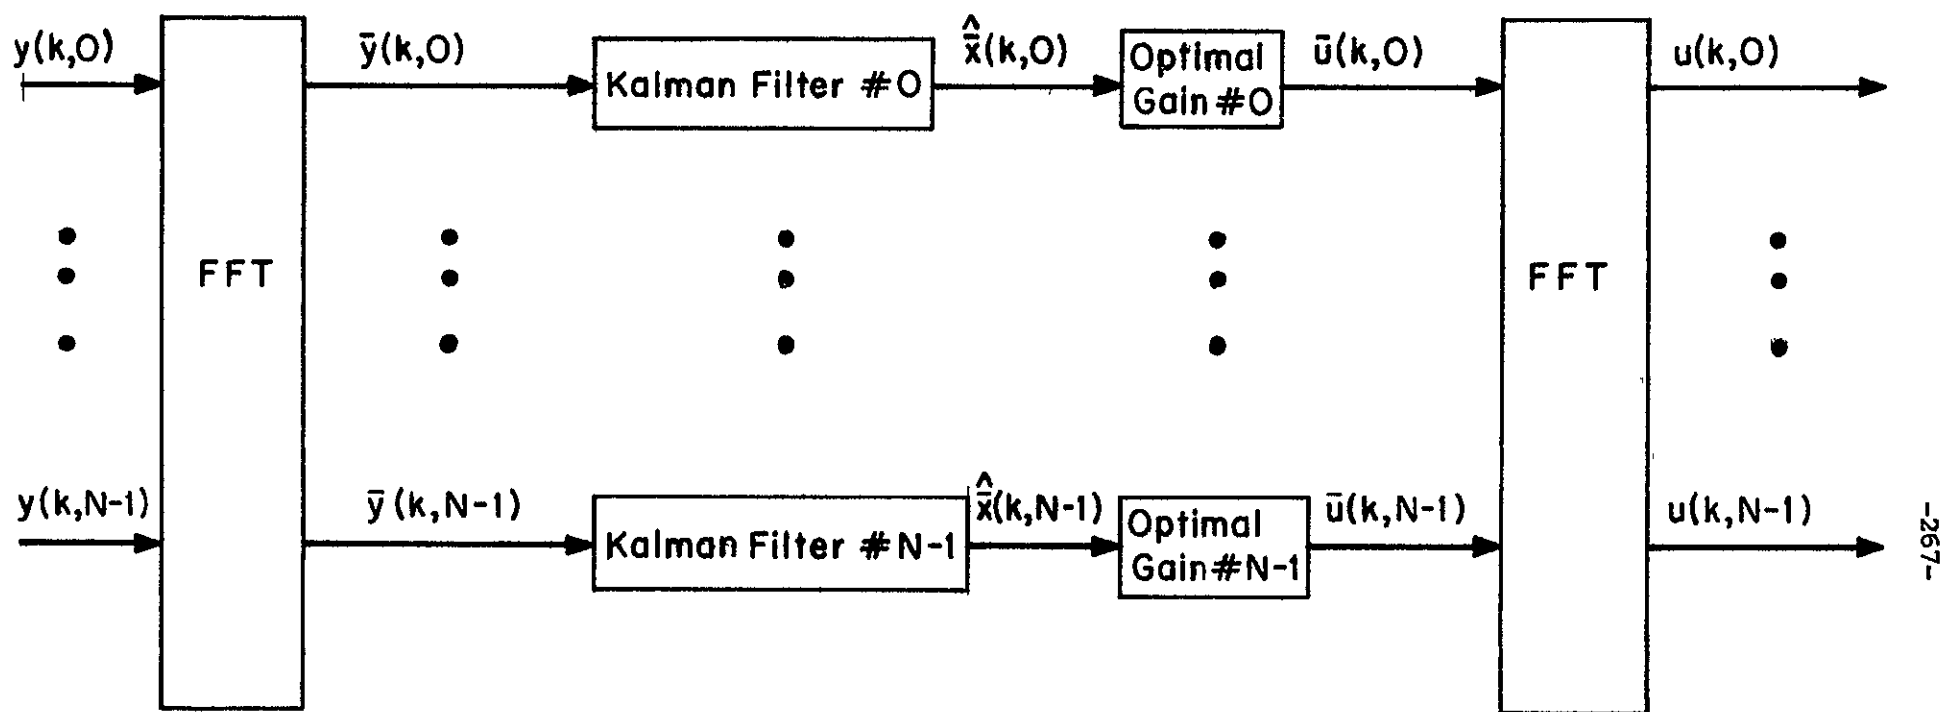 y(k,0)
ȳ(k,0)
Kalman Filter #0
x̄̂(k,0)
Optimal
Gain #0
ū(k,0)
u(k,0)
FFT
FFT
y(k,N-1)
ȳ(k,N-1)
Kalman Filter #N-1
x̄̂(k,N-1)
Optimal
Gain#N-1
ū(k,N-1)
u(k,N-1)
-267-